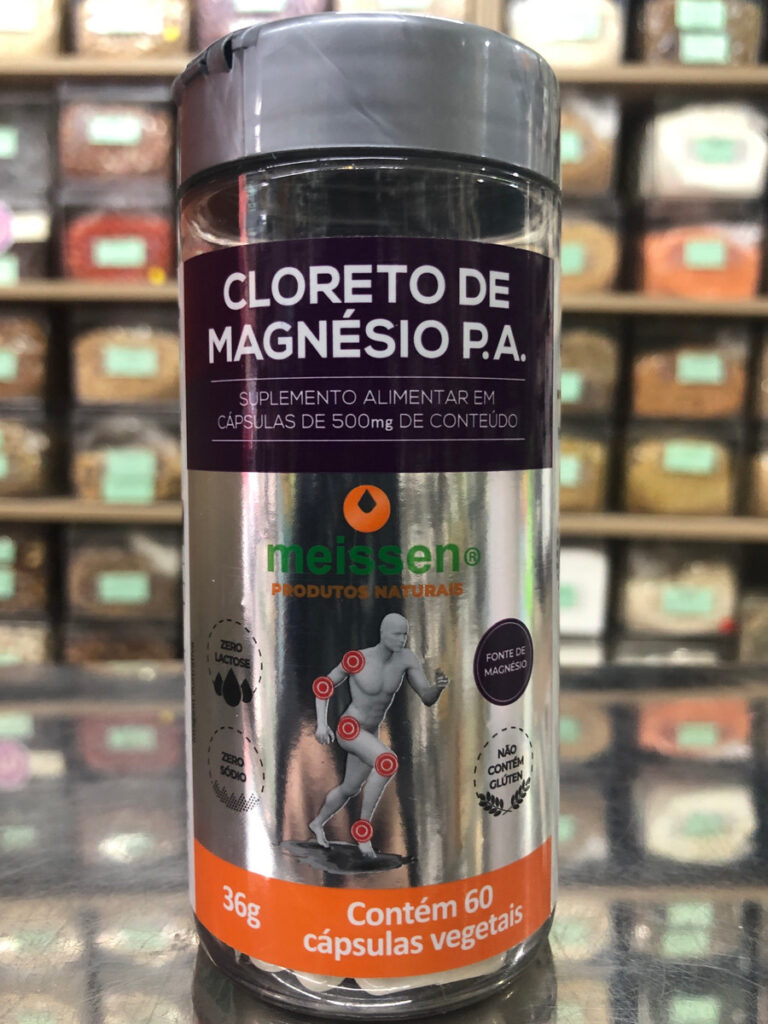 CLORETO DE
MAGNÉSIO P.A.
SUPLEMENTO ALIMENTAR EM
CÁPSULAS DE 500mg DE CONTEÚDO
meissen®
PRODUTOS NATURAIS
ZERO
LACTOSE
FONTE DE
MAGNÉSIO
ZERO
SÓDIO
NÃO
CONTÉM
GLÚTEN
36g
Contém 60
cápsulas vegetais